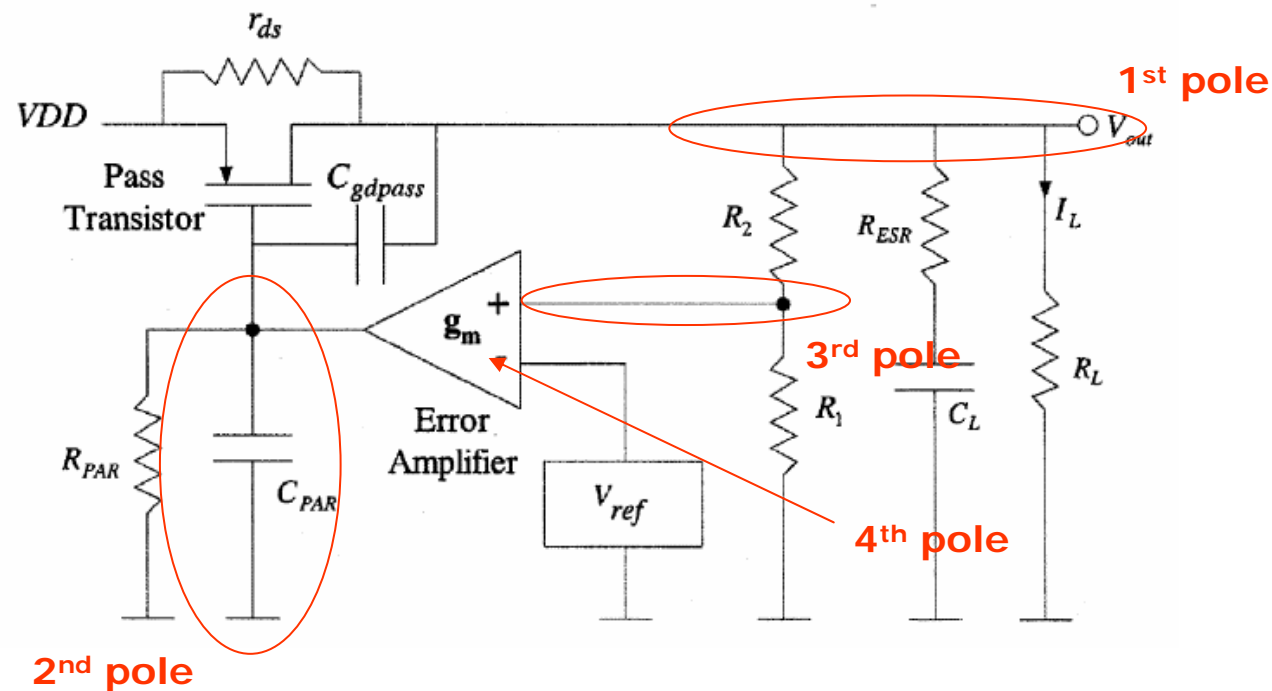 r_ds
1st pole
VDD
V_out
Pass
Transistor
C_gdpass
R_2
R_ESR
I_L
+
g_m
-
3rd pole
R_L
R_1
C_L
Error
Amplifier
R_PAR
C_PAR
V_ref
4th pole
2nd pole